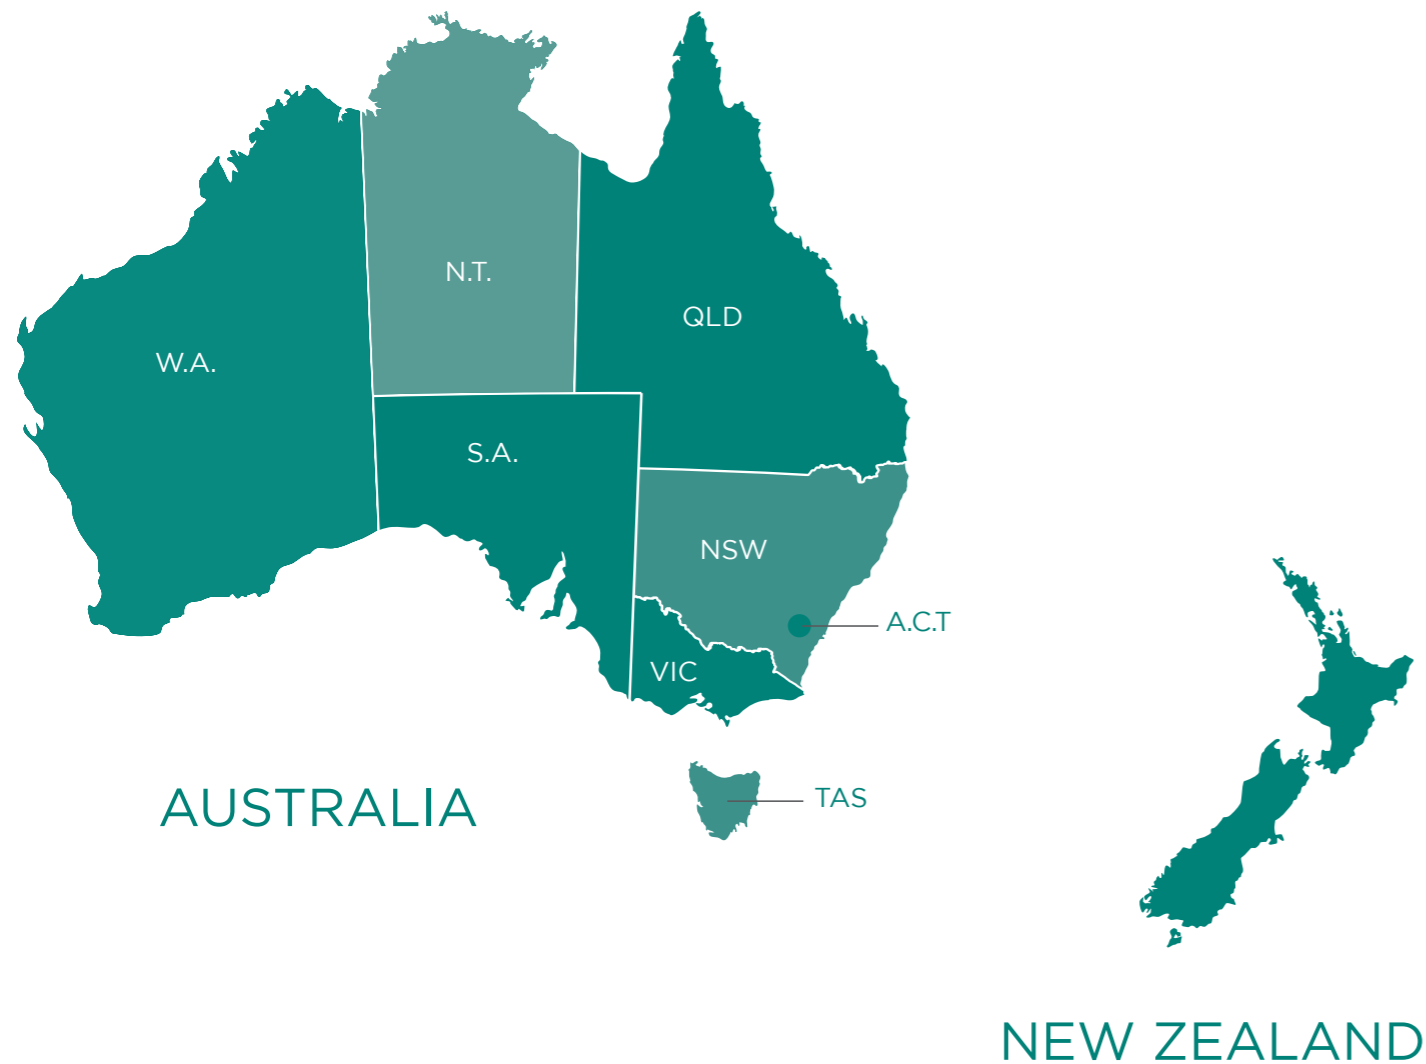 N.T.
QLD
W.A.
S.A.
NSW
A.C.T
VIC
TAS
AUSTRALIA
NEW ZEALAND